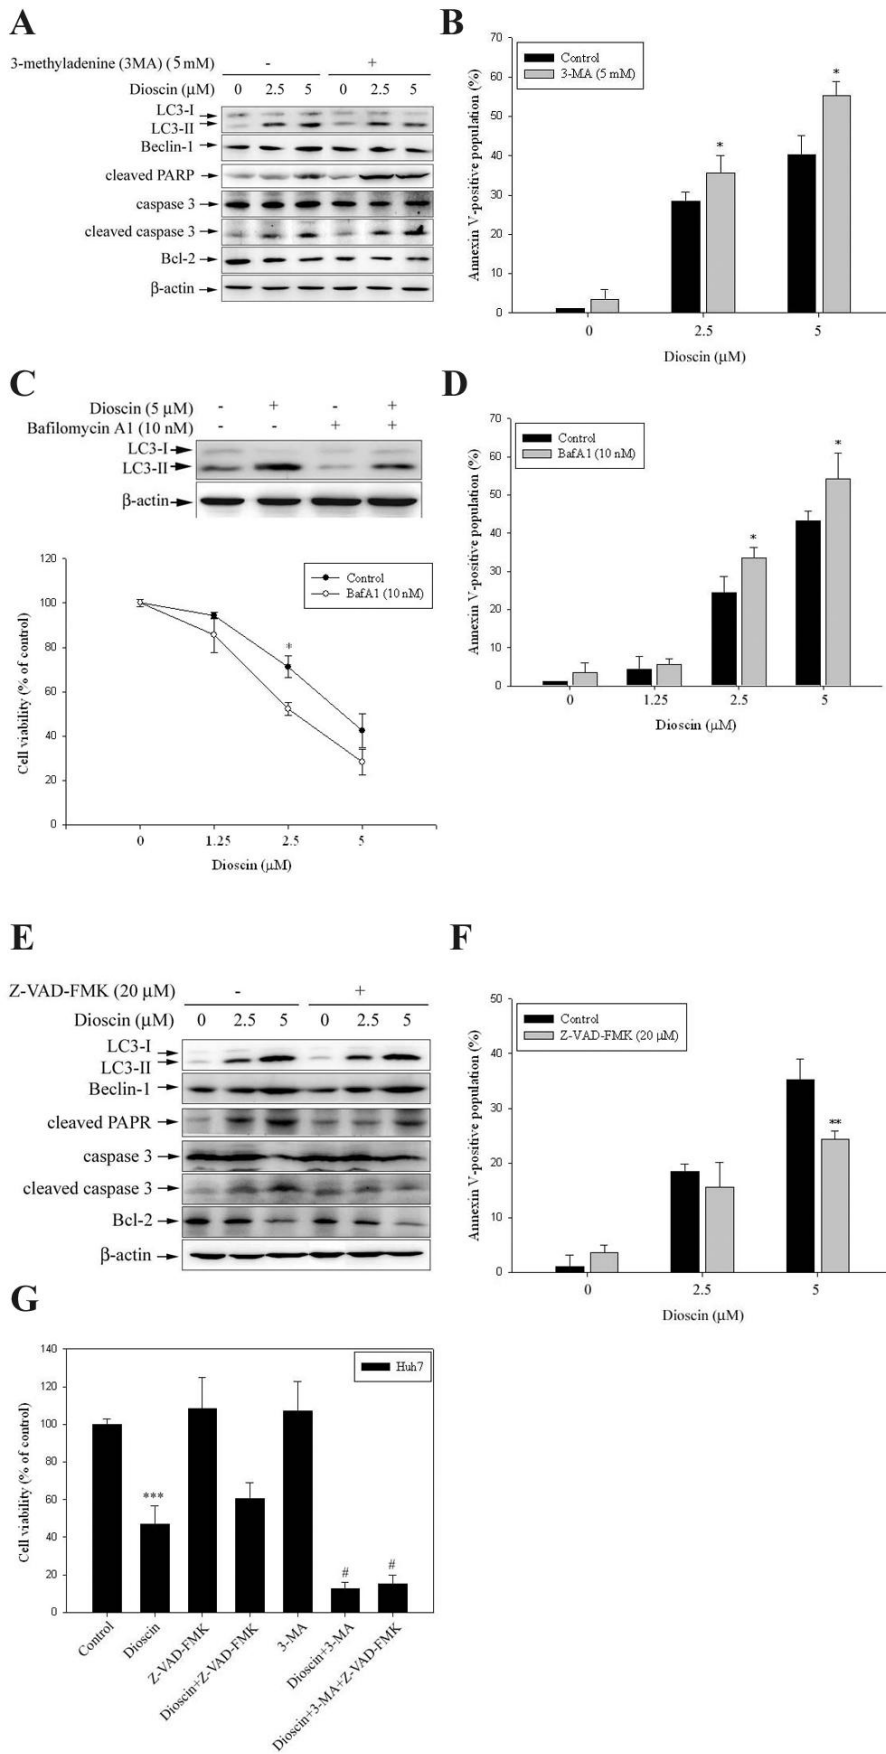 A
3-methyladenine (3MA) (5 mM) - +
Dioscin (μM) 0 2.5 5 0 2.5 5
LC3-I
LC3-II
Beclin-1
cleaved PARP
caspase 3
cleaved caspase 3
Bcl-2
β-actin
B
70
60
50
40
30
20
10
0
Annexin V-positive population (%)
Control
3-MA (5 mM)
*
*
0 2.5 5
Dioscin (μM)
C
Dioscin (5 μM) - + - +
Bafilomycin A1 (10 nM) - - + +
LC3-I
LC3-II
β-actin
120
100
80
60
40
20
0
Cell viability (% of control)
Control
BafA1 (10 nM)
*
0 1.25 2.5 5
Dioscin (μM)
D
70
60
50
40
30
20
10
0
Annexin V-positive population (%)
Control
BafA1 (10 nM)
*
*
0 1.25 2.5 5
Dioscin (μM)
E
Z-VAD-FMK (20 μM) - +
Dioscin (μM) 0 2.5 5 0 2.5 5
LC3-I
LC3-II
Beclin-1
cleaved PAPR
caspase 3
cleaved caspase 3
Bcl-2
β-actin
F
50
40
30
20
10
0
Annexin V-positive population (%)
Control
Z-VAD-FMK (20 μM)
**
0 2.5 5
Dioscin (μM)
G
140
120
100
80
60
40
20
0
Cell viability (% of control)
Huh7
***
#
#
Control
Dioscin
Z-VAD-FMK
Dioscin+Z-VAD-FMK
3-MA
Dioscin+3-MA
Dioscin+3-MA+Z-VAD-FMK